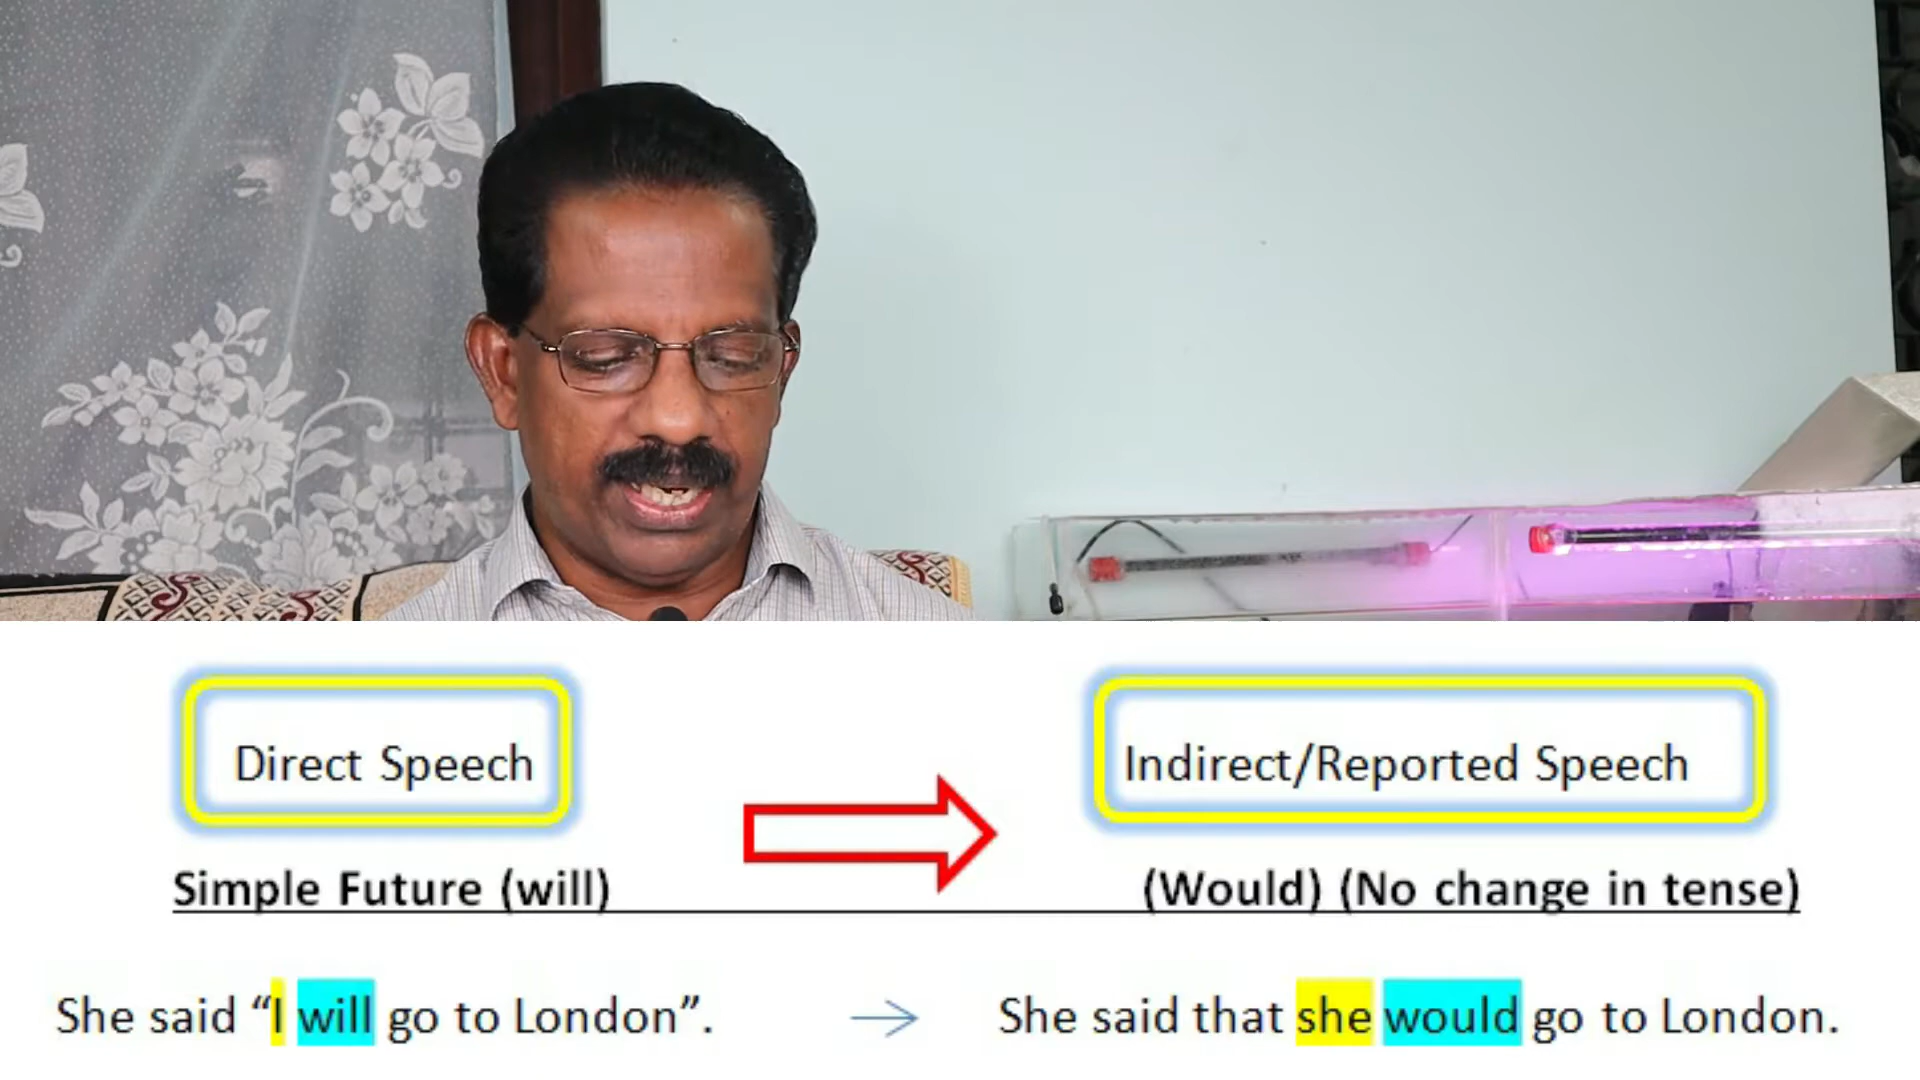 Direct Speech
Indirect/Reported Speech
Simple Future (will)
(Would) (No change in tense)
She said “I will go to London”.
She said that she would go to London.